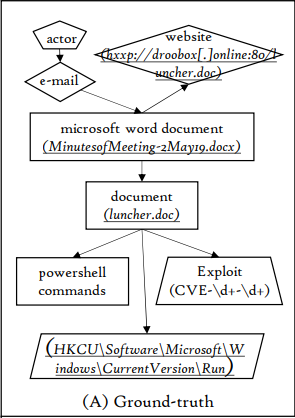 actor
website
(hxxp://droobox[.]online:80/l
uncher.doc)
e-mail
microsoft word document
(MinutesofMeeting-2May19.docx)
document
(luncher.doc)
powershell
commands
Exploit
(CVE-\d+-\d+)
(HKCU\Software\Microsoft\W
indows\CurrentVersion\Run)
(A) Ground-truth